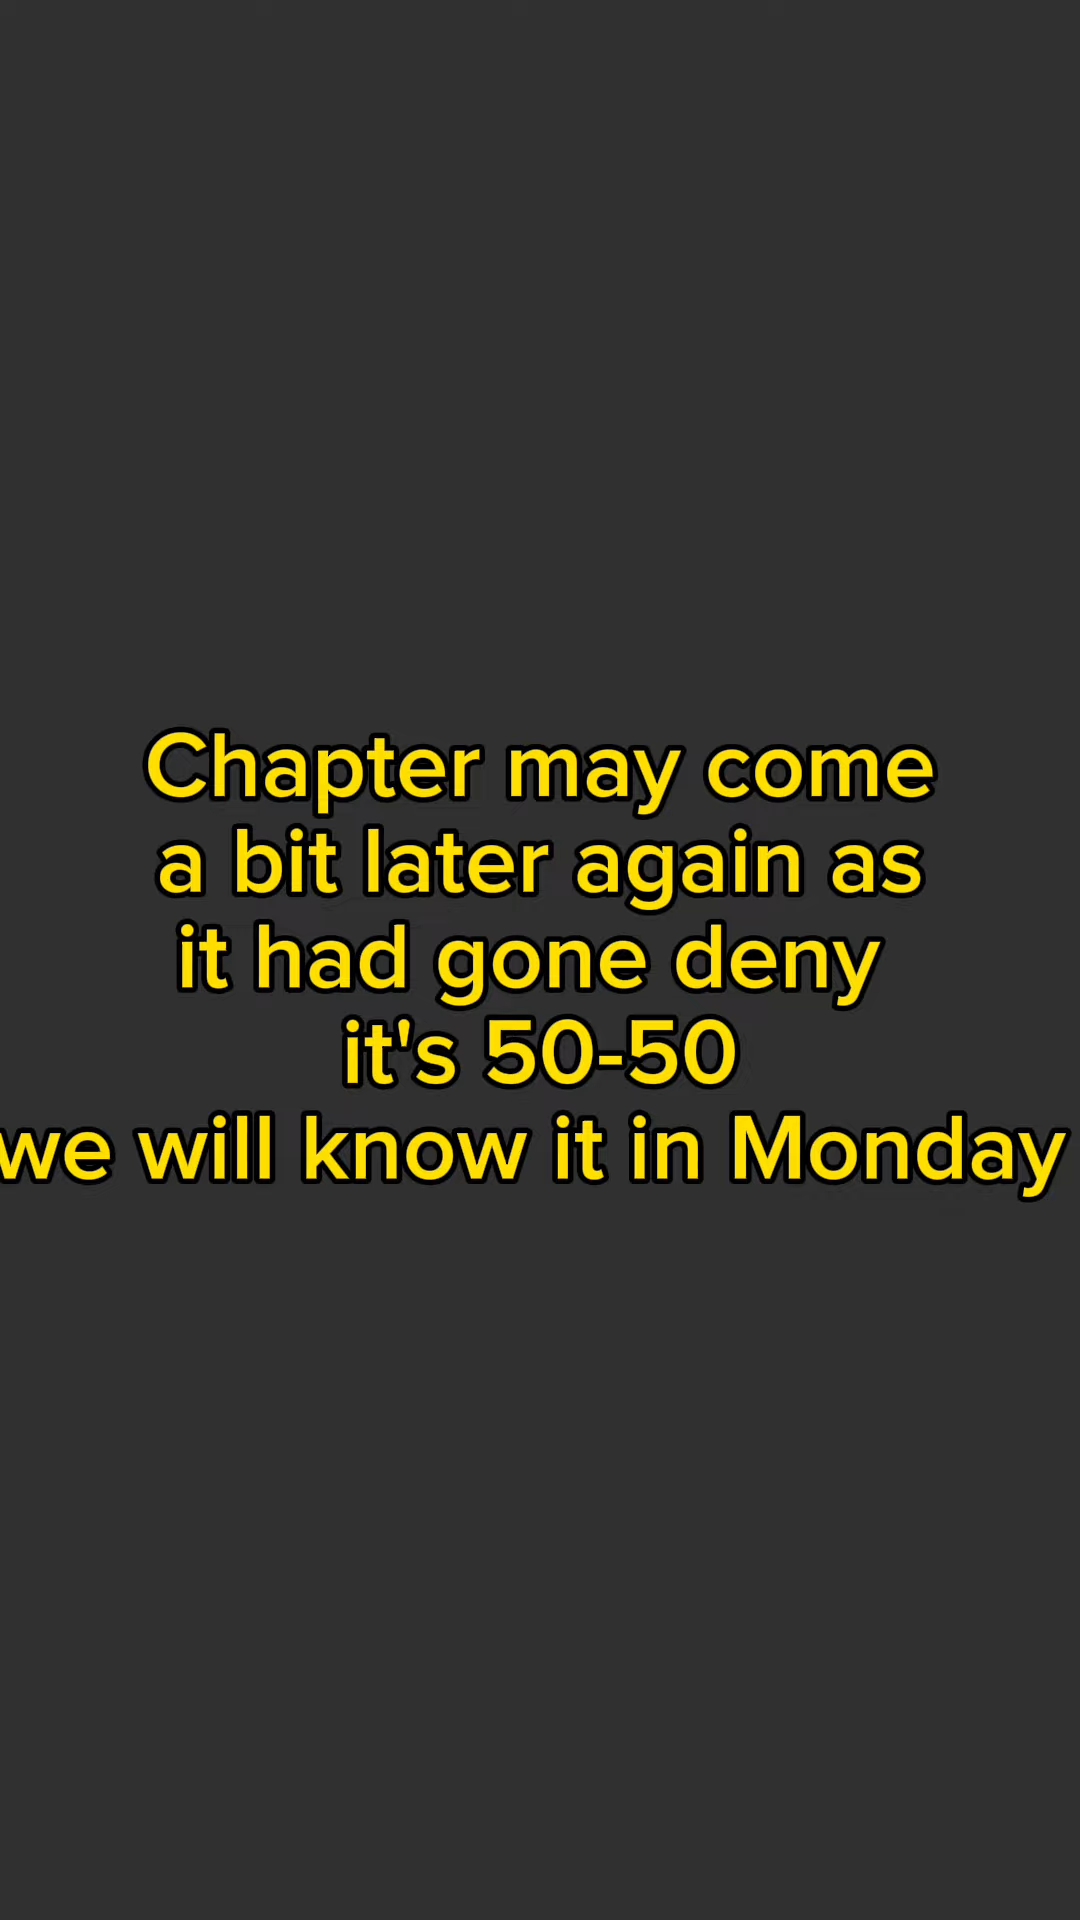 Chapter may come
a bit later again as
it had gone deny
it's 50-50
we will know it in Monday